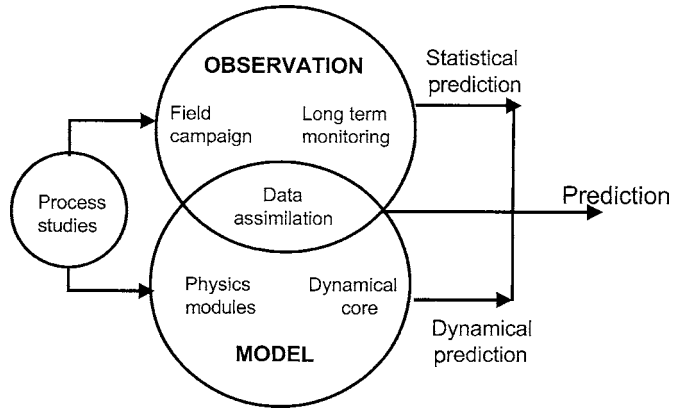 OBSERVATION
Field
campaign
Long term
monitoring
Statistical
prediction
Process
studies
Data
assimilation
Prediction
Physics
modules
Dynamical
core
MODEL
Dynamical
prediction